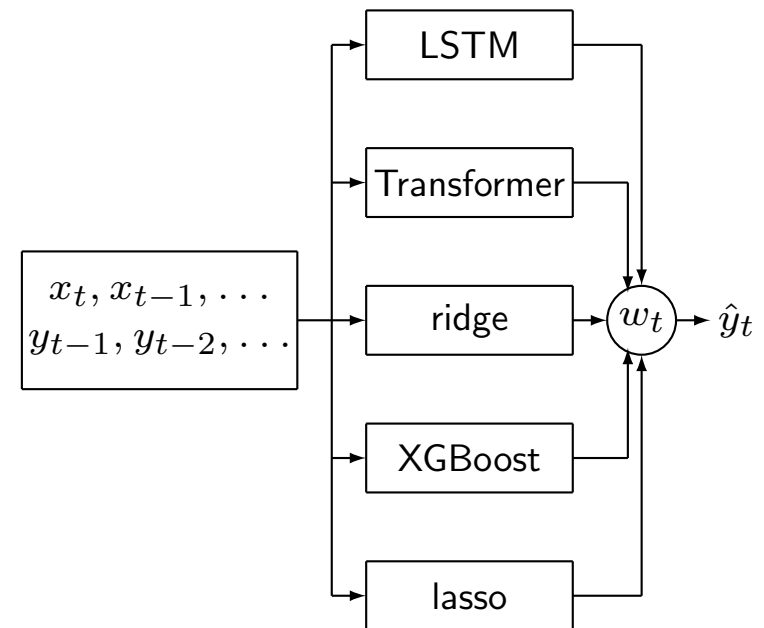 LSTM
Transformer
x_t, x_{t−1}, . . .
y_{t−1}, y_{t−2}, . . .
ridge
w_t
ŷ_t
XGBoost
lasso